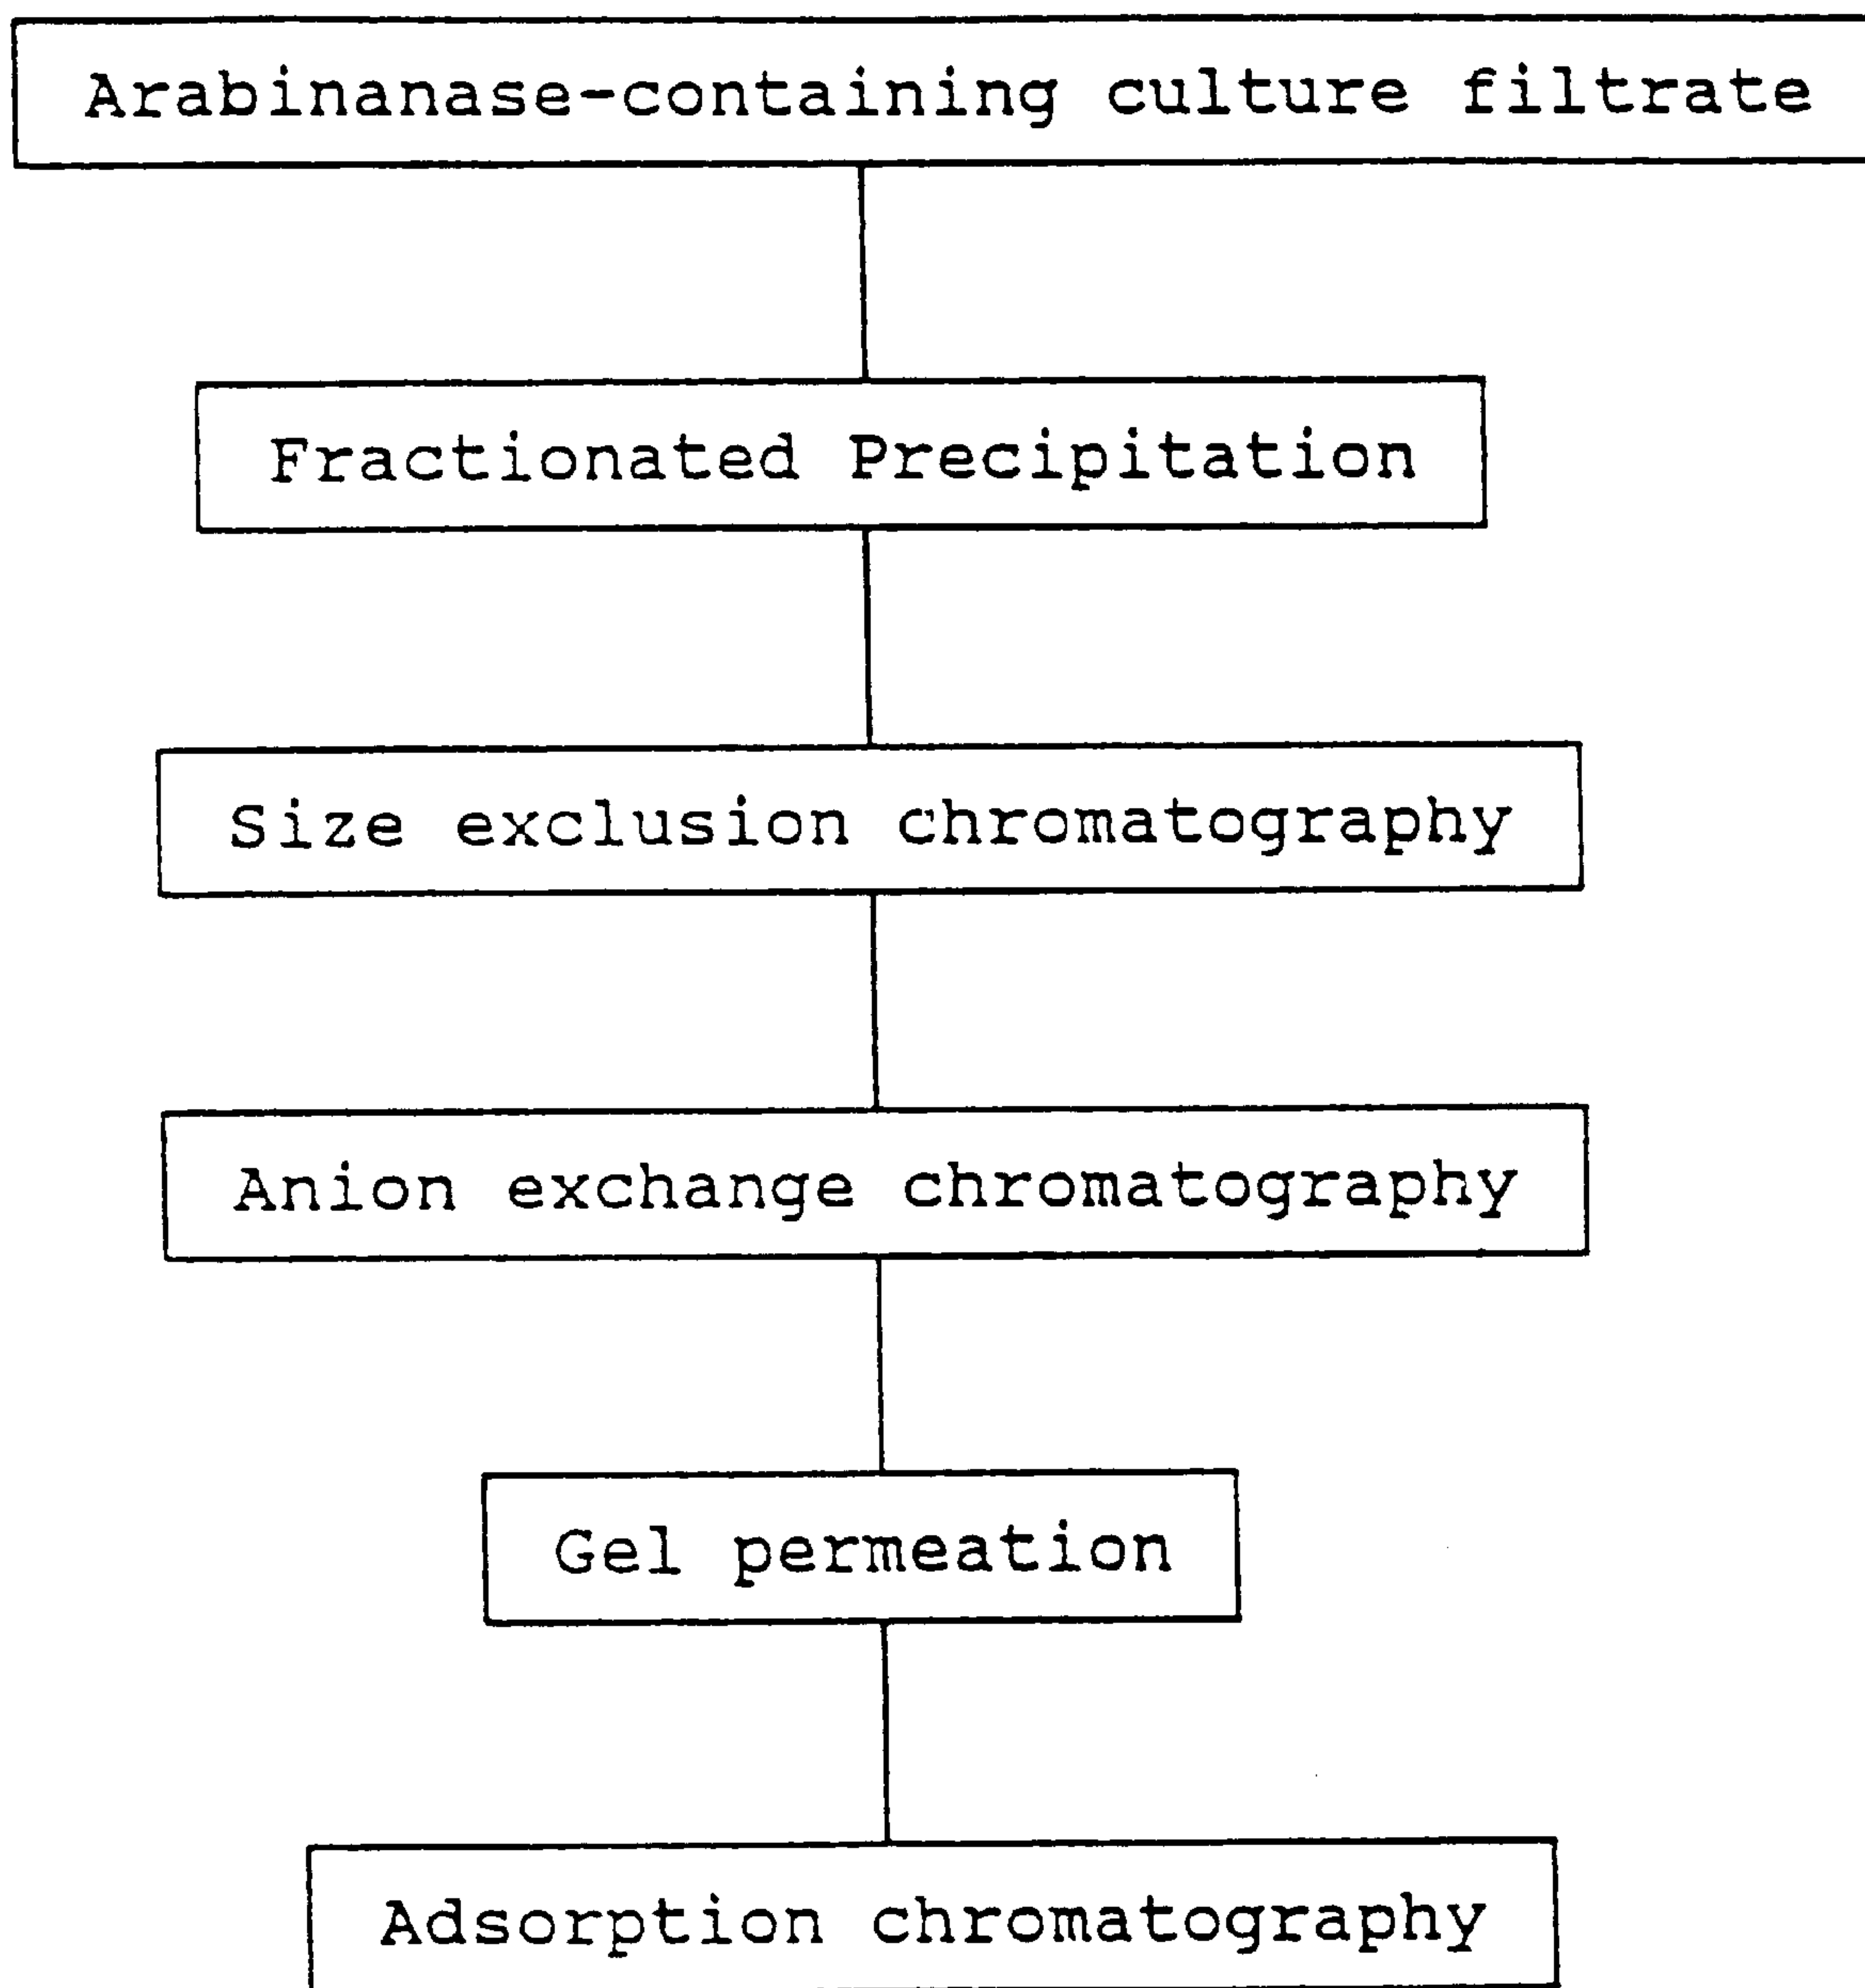 Arabinanase-containing culture filtrate
Fractionated Precipitation
Size exclusion chromatography
Anion exchange chromatography
Gel permeation
Adsorption chromatography